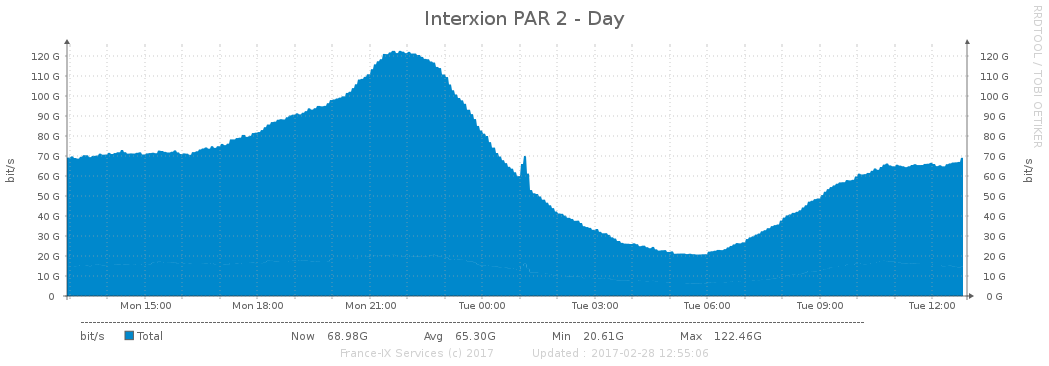 Interxion PAR 2 - Day
RRDTOOL / TOBI OETIKER
bit/s
120 G 120 G
110 G 110 G
100 G 100 G
90 G 90 G
80 G 80 G
70 G 70 G
60 G 60 G
50 G 50 G
40 G 40 G
30 G 30 G
20 G 20 G
10 G 10 G
0 0 G
bit/s
Mon 15:00 Mon 18:00 Mon 21:00 Tue 00:00 Tue 03:00 Tue 06:00 Tue 09:00 Tue 12:00
bit/s Total Now 68.98G Avg 65.30G Min 20.61G Max 122.46G
France-IX Services (c) 2017 Updated : 2017-02-28 12:55:06